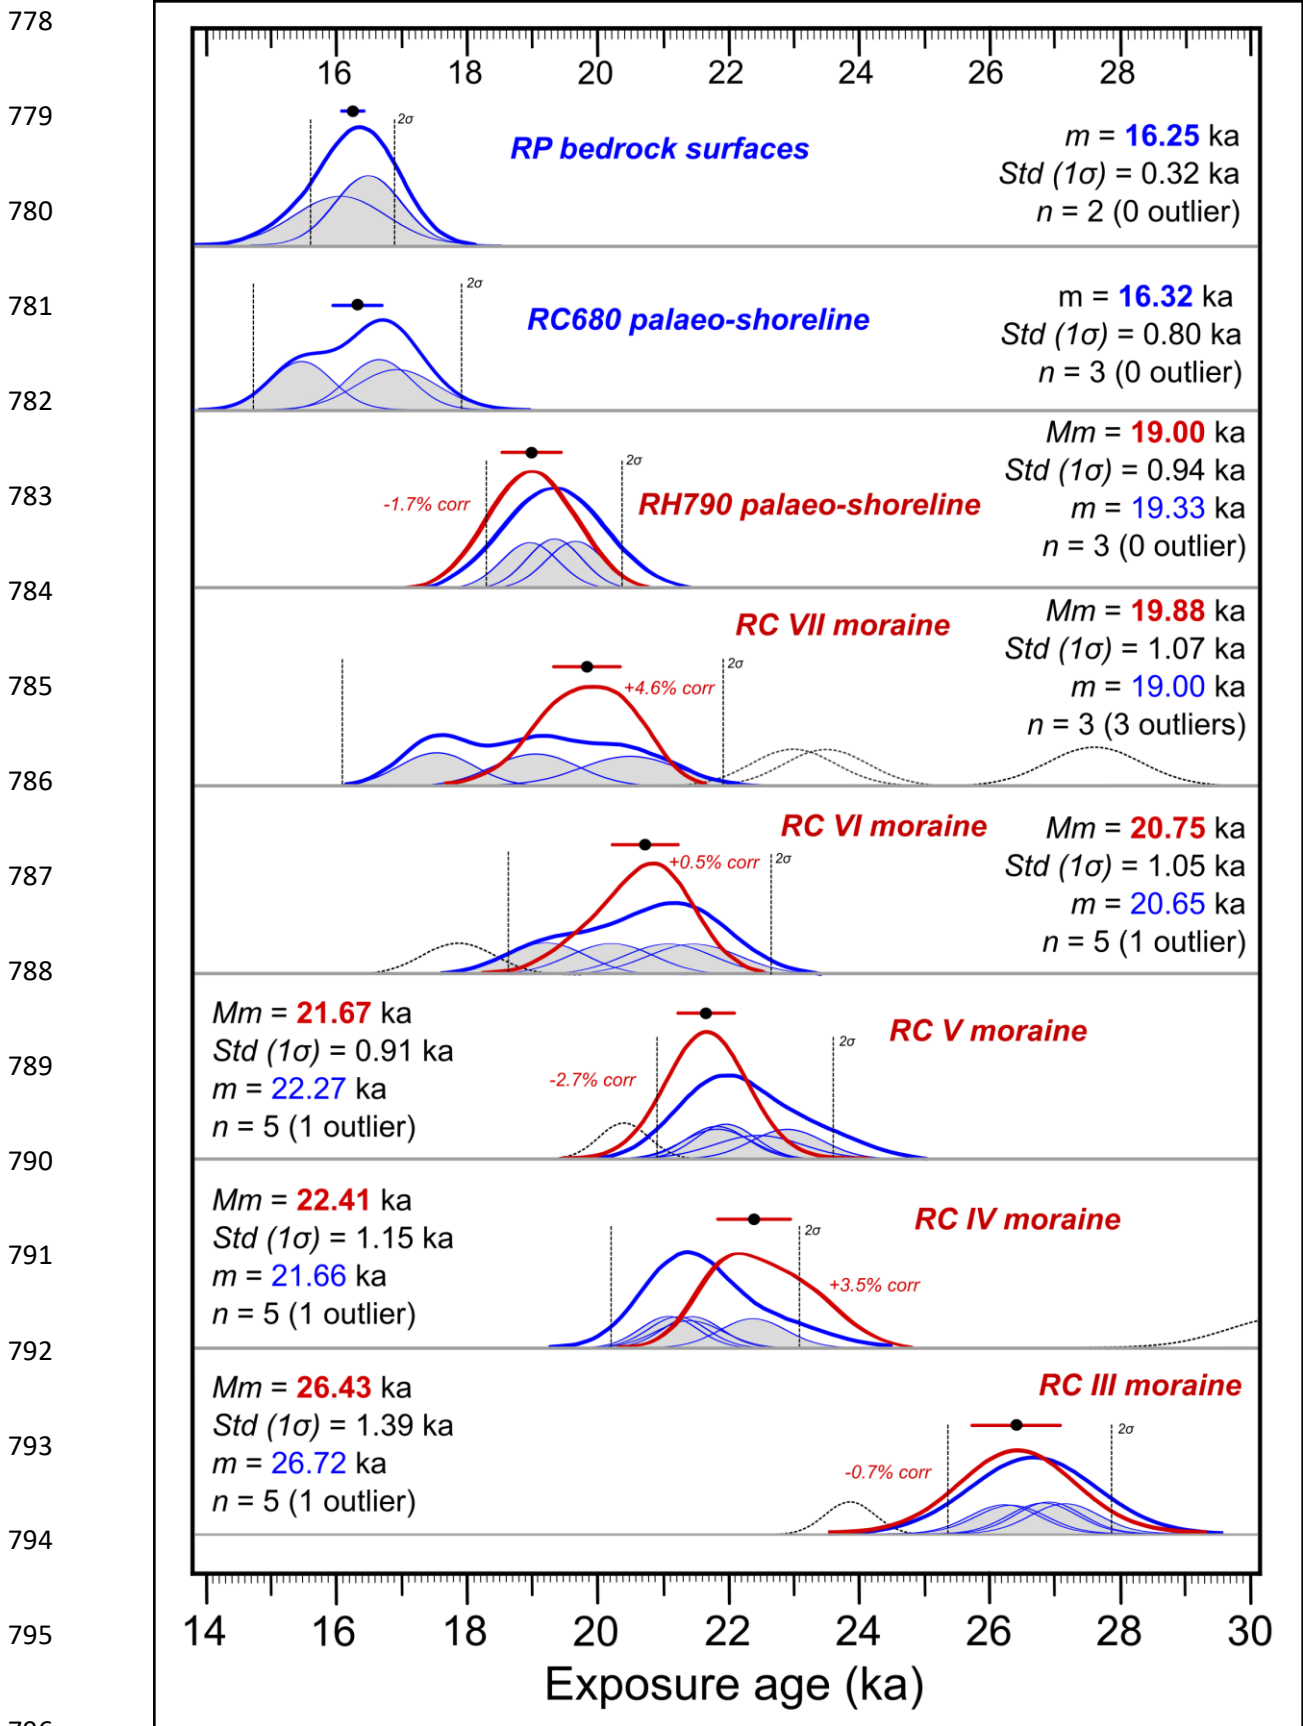 778
16 18 20 22 24 26 28
779
2σ
RP bedrock surfaces
m = 16.25 ka
Std (1σ) = 0.32 ka
n = 2 (0 outlier)
780
781
2σ
RC680 palaeo-shoreline
m = 16.32 ka
Std (1σ) = 0.80 ka
n = 3 (0 outlier)
782
783
-1.7% corr
2σ
RH790 palaeo-shoreline
Mm = 19.00 ka
Std (1σ) = 0.94 ka
m = 19.33 ka
n = 3 (0 outlier)
784
RC VII moraine
785
2σ
+4.6% corr
Mm = 19.88 ka
Std (1σ) = 1.07 ka
m = 19.00 ka
n = 3 (3 outliers)
786
RC VI moraine
787
+0.5% corr
2σ
Mm = 20.75 ka
Std (1σ) = 1.05 ka
m = 20.65 ka
n = 5 (1 outlier)
788
Mm = 21.67 ka
Std (1σ) = 0.91 ka
m = 22.27 ka
n = 5 (1 outlier)
789
-2.7% corr
2σ
RC V moraine
790
Mm = 22.41 ka
Std (1σ) = 1.15 ka
m = 21.66 ka
n = 5 (1 outlier)
791
2σ
RC IV moraine
+3.5% corr
792
Mm = 26.43 ka
Std (1σ) = 1.39 ka
m = 26.72 ka
n = 5 (1 outlier)
793
RC III moraine
-0.7% corr
2σ
794
795
14 16 18 20 22 24 26 28 30
Exposure age (ka)